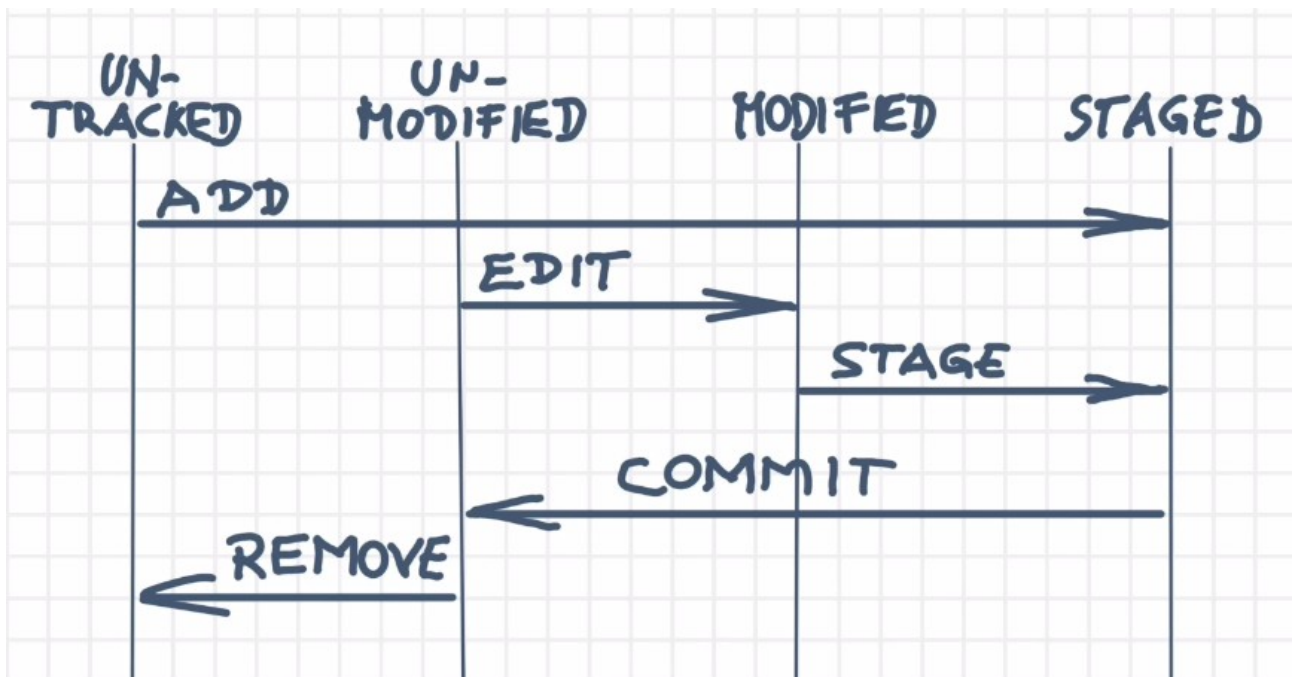 UN-
TRACKED
UN-
MODIFIED
MODIFIED
STAGED
ADD
EDIT
STAGE
COMMIT
REMOVE